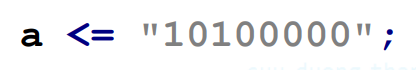 a <= "10100000";